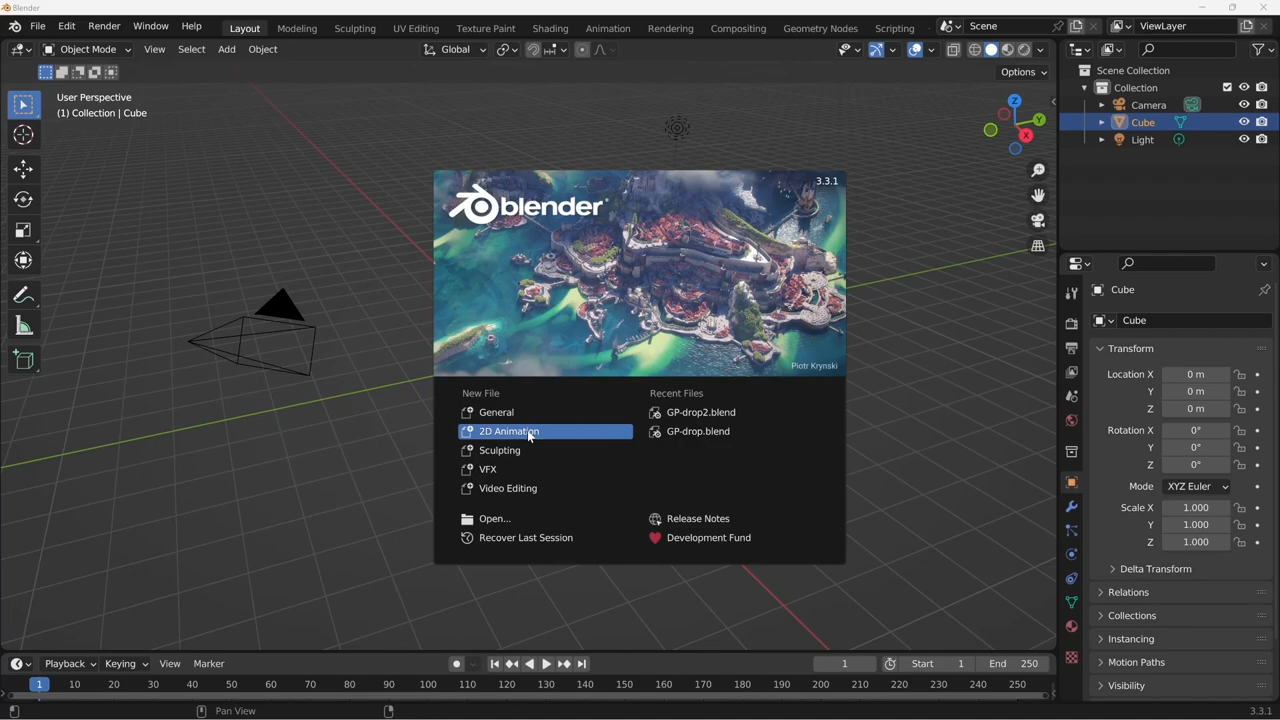 Blender
File Edit Render Window Help Layout Modeling Sculpting UV Editing Texture Paint Shading Animation Rendering Compositing Geometry Nodes Scripting Scene ViewLayer
Object Mode View Select Add Object Global
Options
User Perspective
(1) Collection | Cube
Z
Y
X
Scene Collection
Collection
Camera
Cube
Light
3.3.1
blender
Piotr Krynski
New File
General
2D Animation
Sculpting
VFX
Video Editing
Open...
Recover Last Session
Recent Files
GP-drop2.blend
GP-drop.blend
Release Notes
Development Fund
Cube
Cube
Transform
Location X 0 m
Y 0 m
Z 0 m
Rotation X 0°
Y 0°
Z 0°
Mode XYZ Euler
Scale X 1.000
Y 1.000
Z 1.000
Delta Transform
Relations
Collections
Instancing
Motion Paths
Visibility
Playback Keying View Marker 1 Start 1 End 250
1 10 20 30 40 50 60 70 80 90 100 110 120 130 140 150 160 170 180 190 200 210 220 230 240 250
Pan View 3.3.1